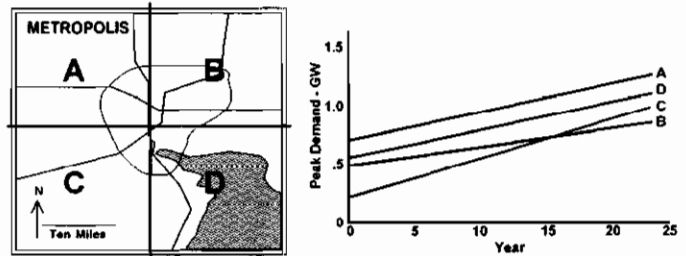 METROPOLIS
A
B
C
D
N
Ten Miles
Peak Demand - GW
1.5
1.0
.5
0
0
5
10
15
20
25
Year
A
D
C
B